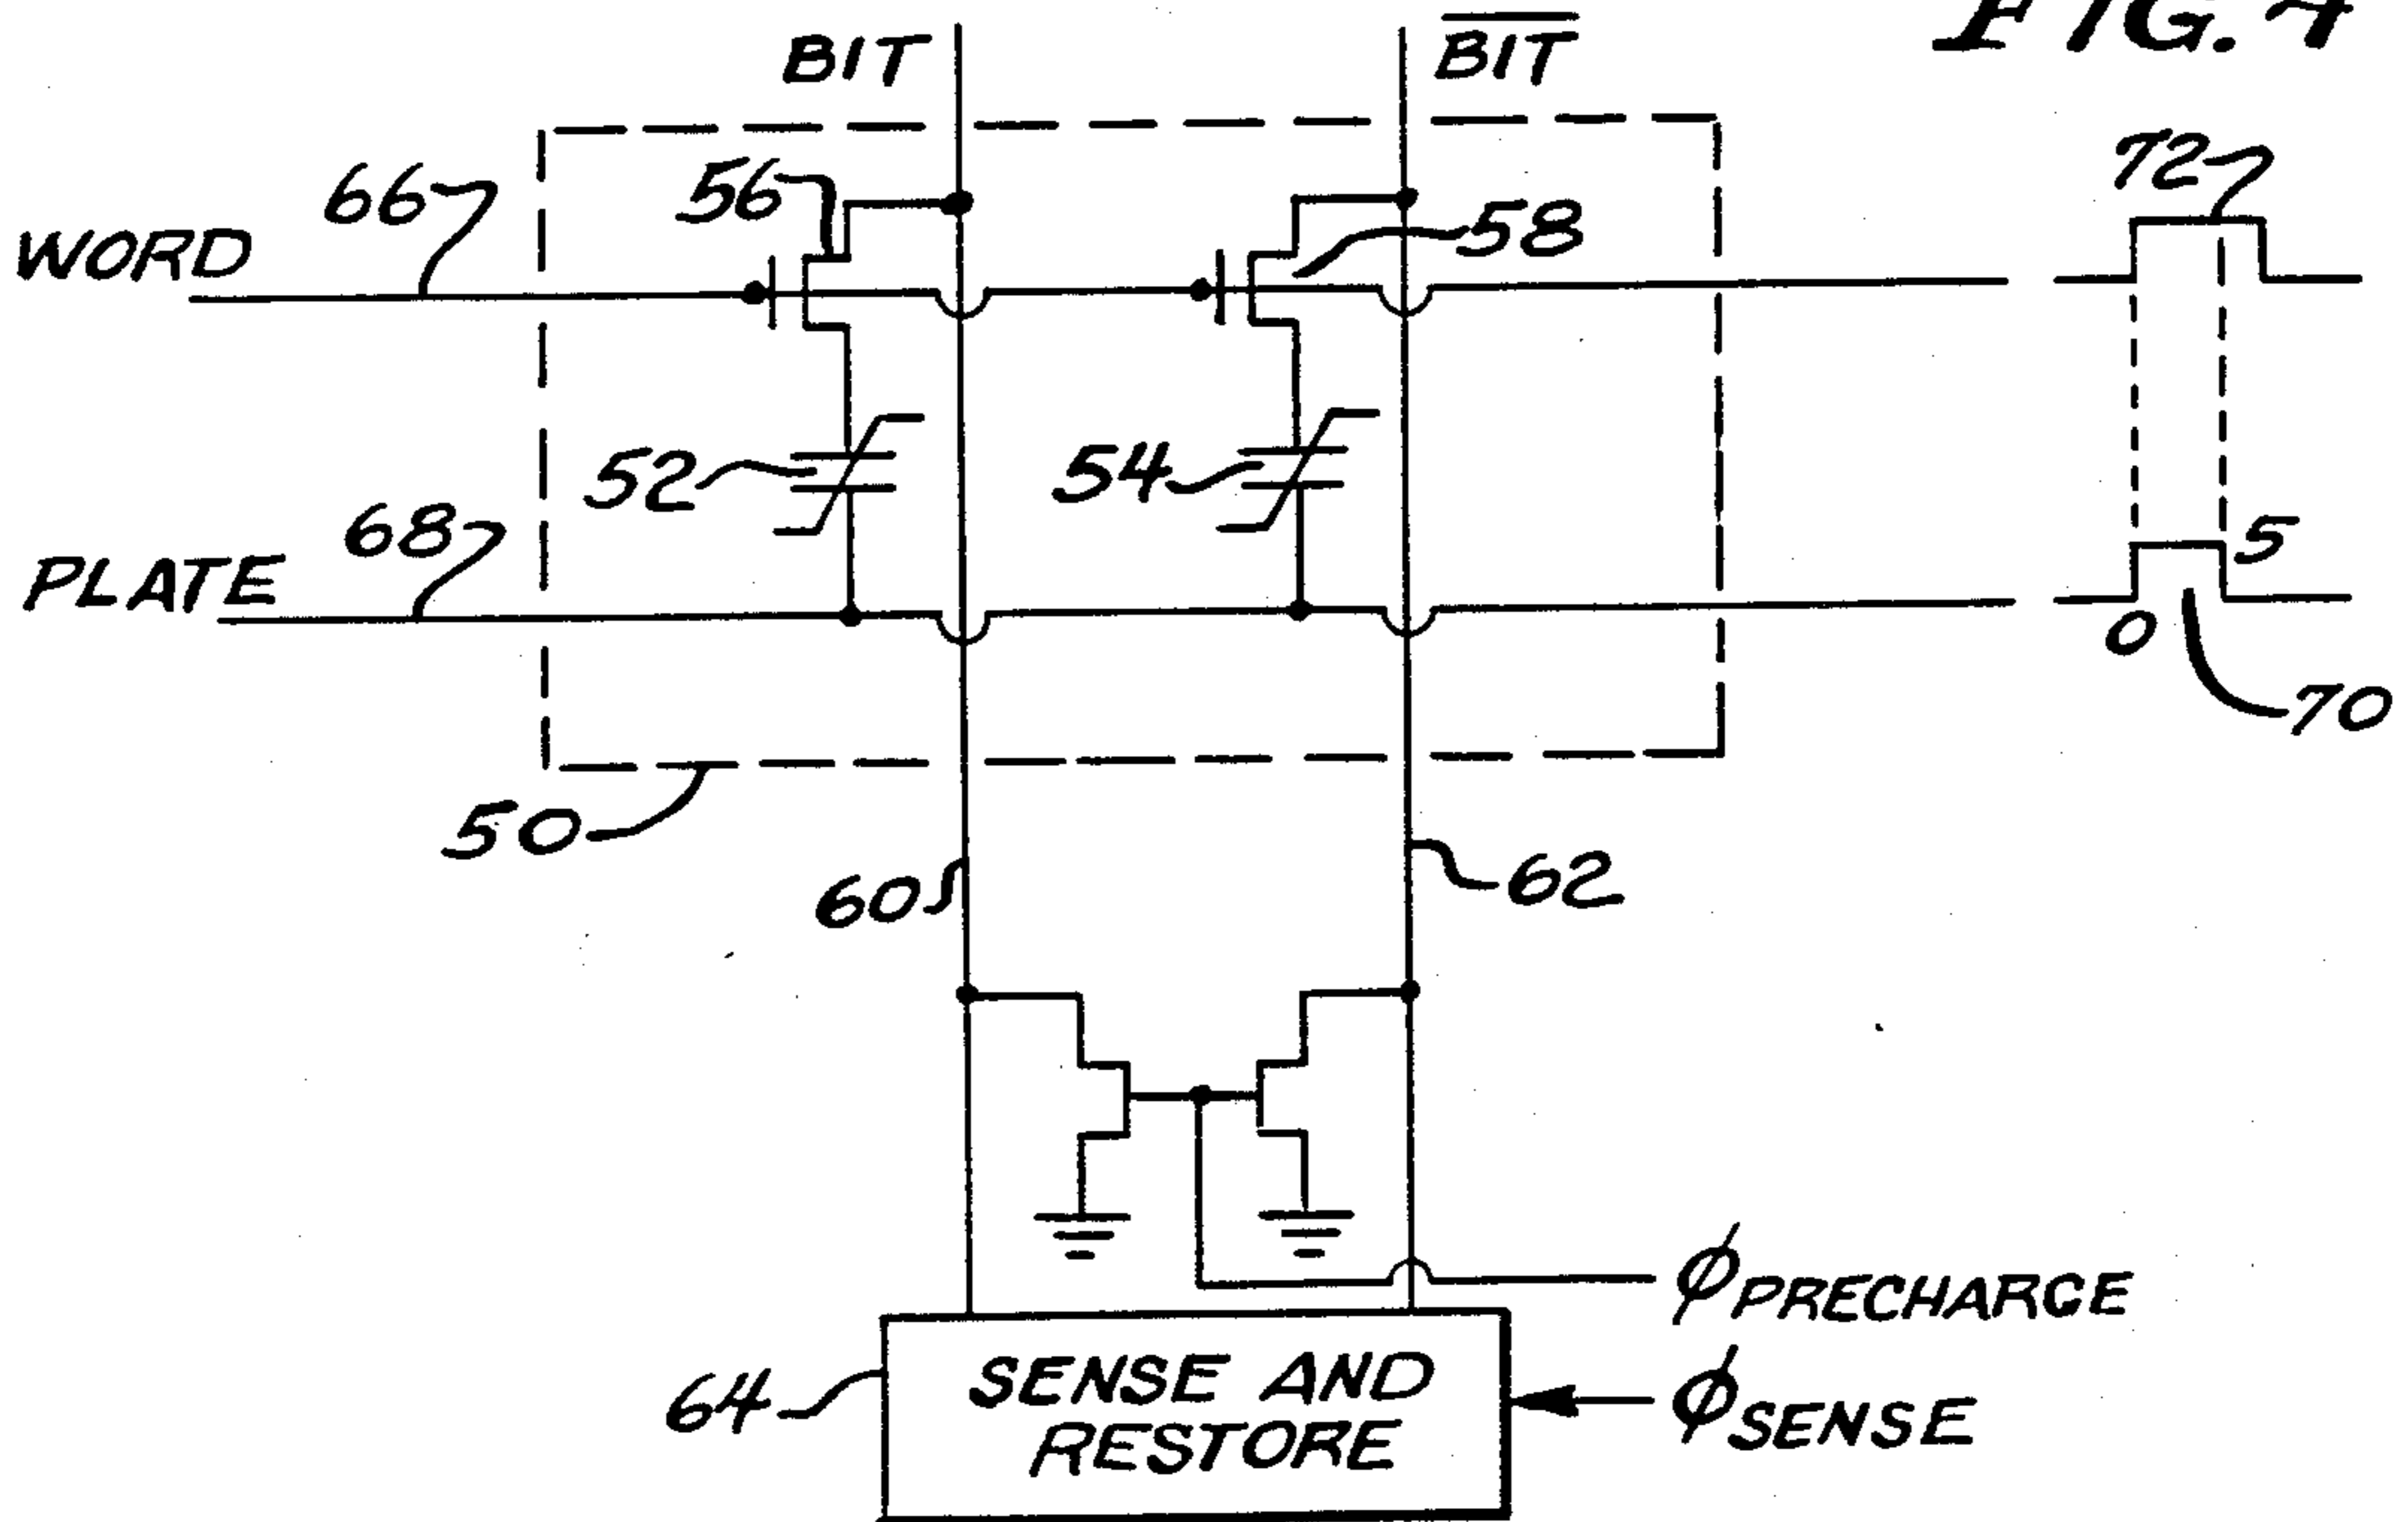 FIG. 4
BIT
B̅I̅T̅
72
66
56
58
WORD
52
54
68
5
PLATE
0
70
50
60
62
φPRECHARGE
64
SENSE AND
RESTORE
φSENSE